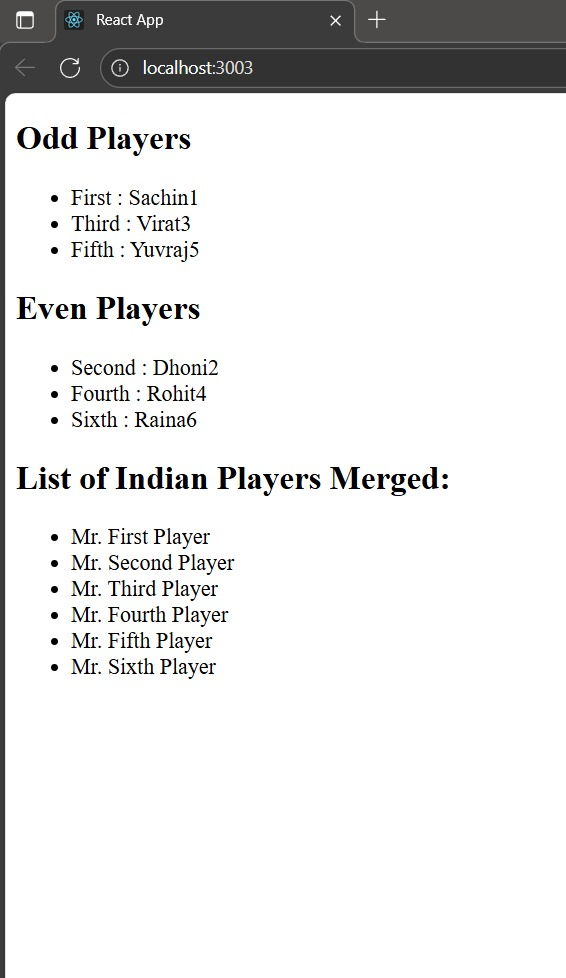 React App
localhost:3003
Odd Players
First : Sachin1
Third : Virat3
Fifth : Yuvraj5
Even Players
Second : Dhoni2
Fourth : Rohit4
Sixth : Raina6
List of Indian Players Merged:
Mr. First Player
Mr. Second Player
Mr. Third Player
Mr. Fourth Player
Mr. Fifth Player
Mr. Sixth Player